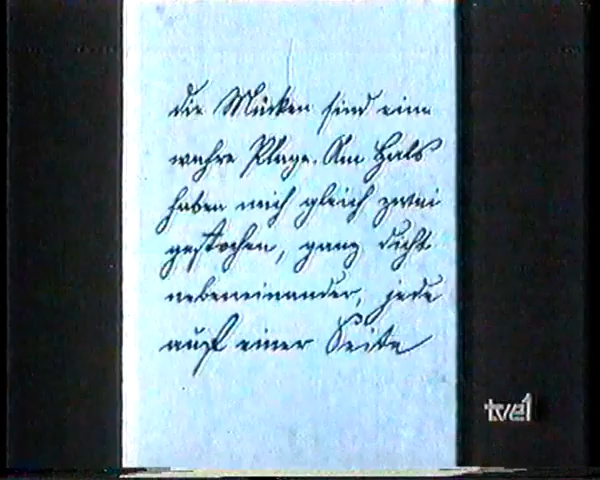 die Mücken sind eine
wahre Plage. Am Hals
haben mich gleich zwei
gestochen, ganz dicht
nebeneinander, jede
auf einer Seite
tve1